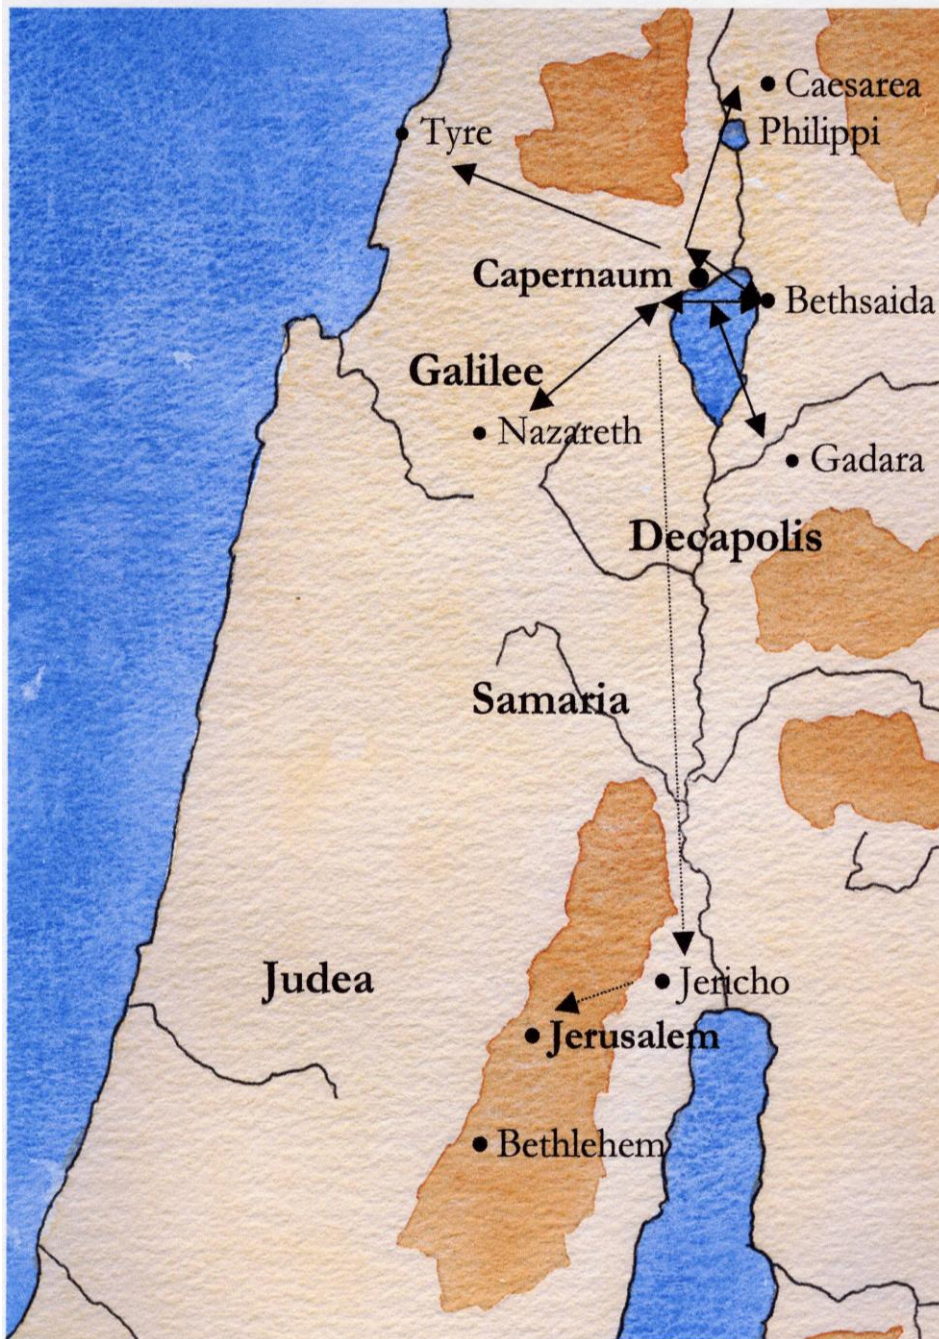 Caesarea
Tyre
Philippi
Capernaum
Bethsaida
Galilee
Nazareth
Gadara
Decapolis
Samaria
Judea
Jericho
Jerusalem
Bethlehem